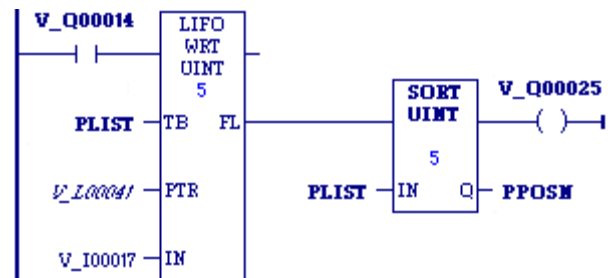 V_Q00014
LIFO
WRT
UINT
5
SORT
UINT
V_Q00025
PLIST
TB FL
5
V_L00041
PTR
PLIST
IN Q
PPOSN
V_I00017
IN